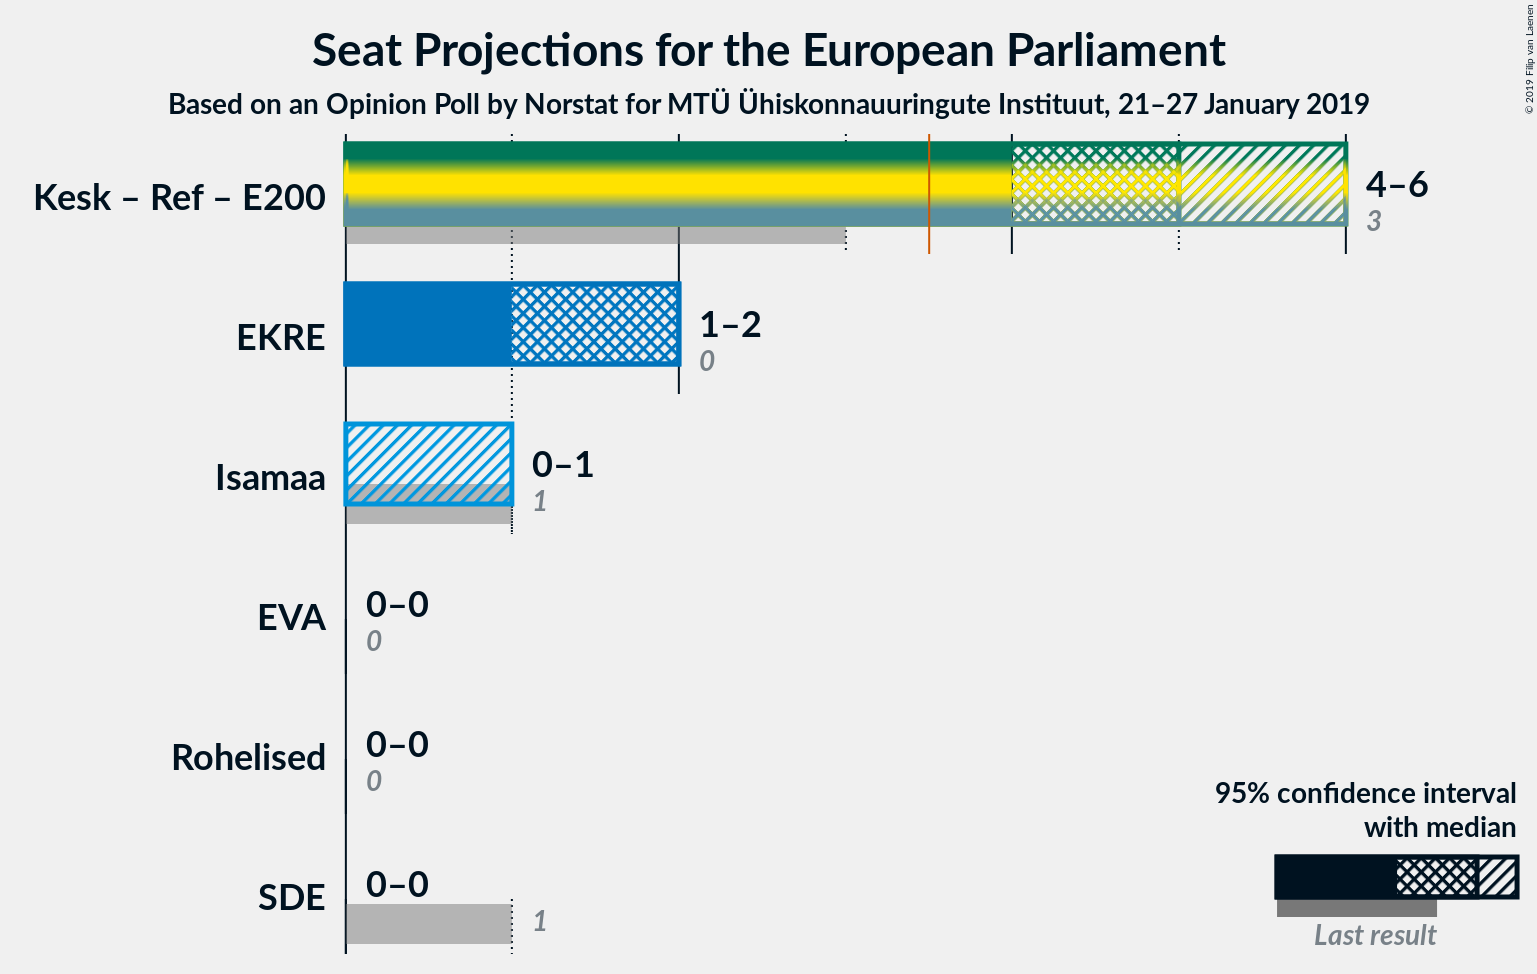 Seat Projections for the European Parliament
Based on an Opinion Poll by Norstat for MTÜ Ühiskonnauuringute Instituut, 21–27 January 2019
© 2019 Filip van Laenen
Kesk – Ref – E200
4–6
3
EKRE
1–2
0
Isamaa
0–1
1
EVA
0–0
0
Rohelised
0–0
0
SDE
0–0
1
95% confidence interval
with median
Last result